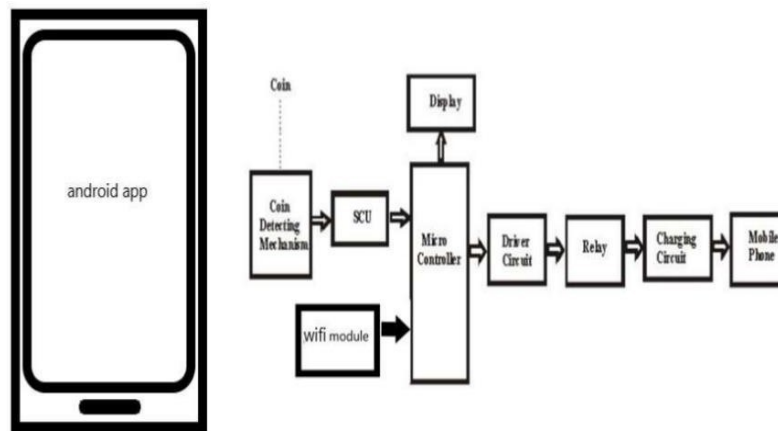 android app
Coin
Coin
Detecting
Mechanism
SCU
Display
Micro
Controller
wifi module
Driver
Circuit
Relay
Charging
Circuit
Mobile
Phone